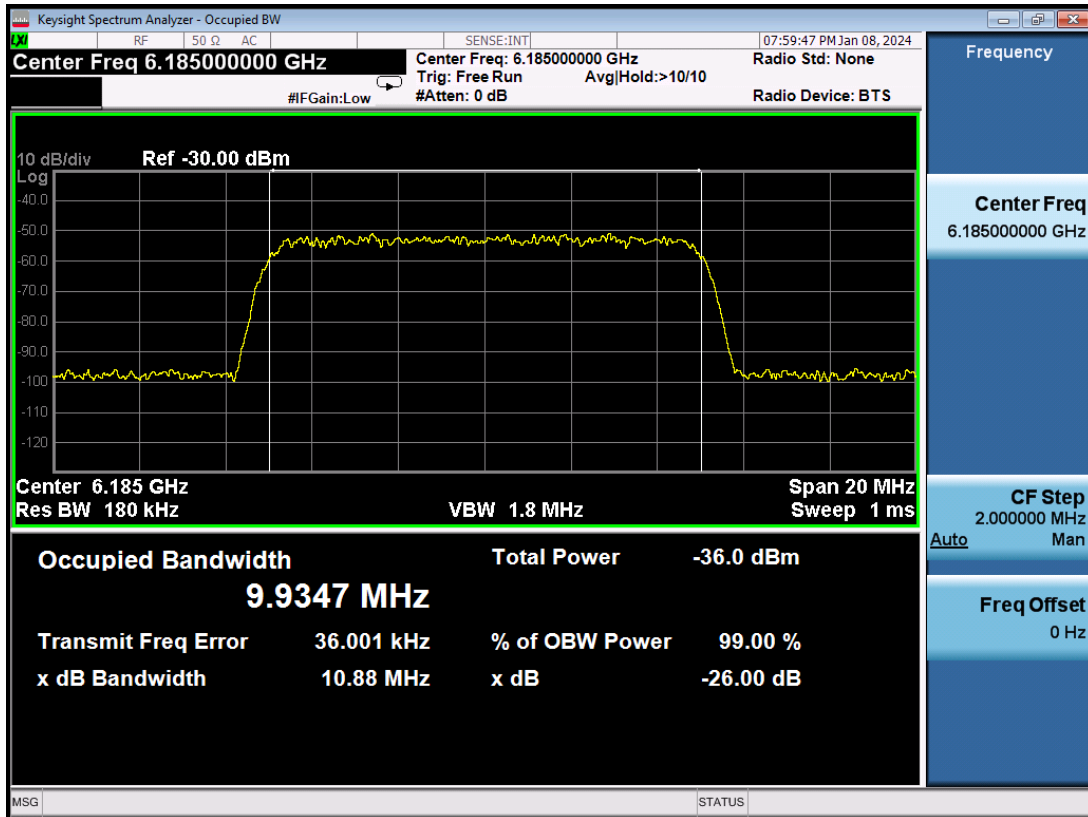 Keysight Spectrum Analyzer - Occupied BW
LXI RF 50 Ω AC SENSE:INT 07:59:47 PM Jan 08, 2024
Center Freq 6.185000000 GHz
Center Freq: 6.185000000 GHz
Radio Std: None
Trig: Free Run Avg|Hold:>10/10
#IFGain:Low
#Atten: 0 dB
Radio Device: BTS
10 dB/div Ref -30.00 dBm
Log
-40.0
-50.0
-60.0
-70.0
-80.0
-90.0
-100
-110
-120
Center 6.185 GHz Span 20 MHz
Res BW 180 kHz VBW 1.8 MHz Sweep 1 ms
Occupied Bandwidth Total Power -36.0 dBm
9.9347 MHz
Transmit Freq Error 36.001 kHz % of OBW Power 99.00 %
x dB Bandwidth 10.88 MHz x dB -26.00 dB
MSG STATUS
Frequency
Center Freq
6.185000000 GHz
CF Step
2.000000 MHz
Auto Man
Freq Offset
0 Hz